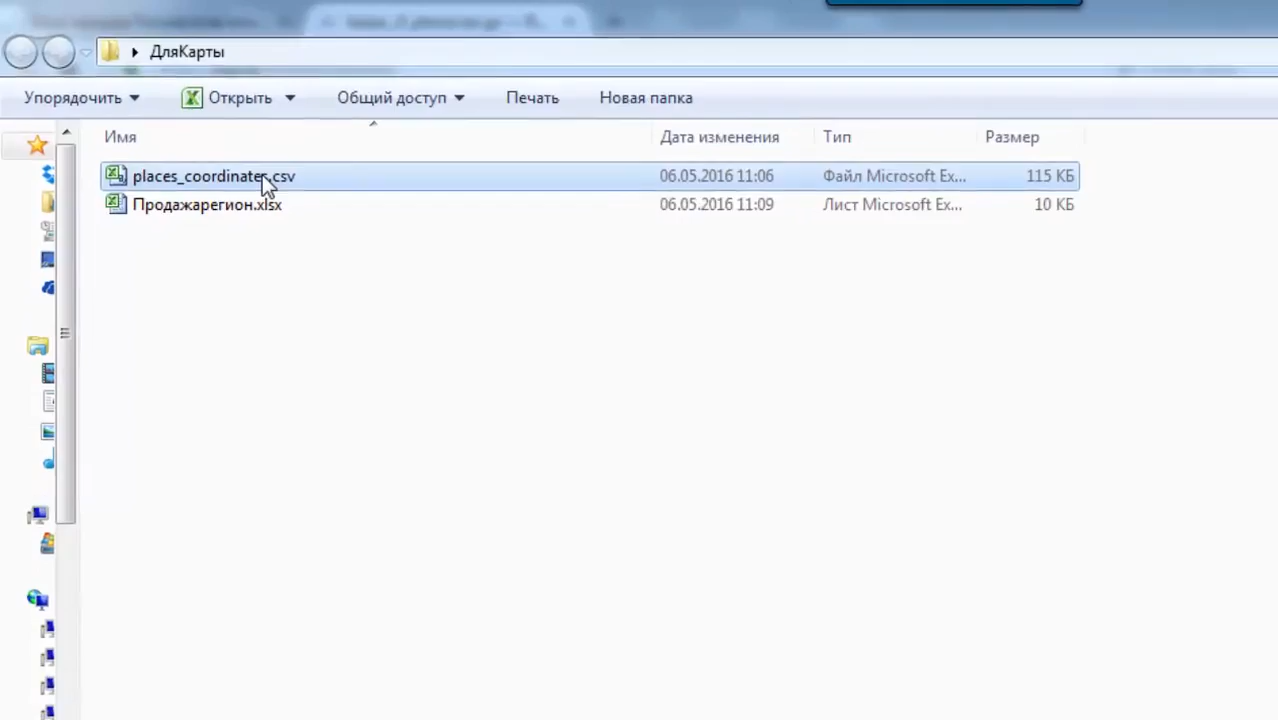 ДляКарты
Упорядочить Открыть Общий доступ Печать Новая папка
Имя Дата изменения Тип Размер
places_coordinates.csv 06.05.2016 11:06 Файл Microsoft Ex... 115 КБ
Продажарегион.xlsx 06.05.2016 11:09 Лист Microsoft Ex... 10 КБ